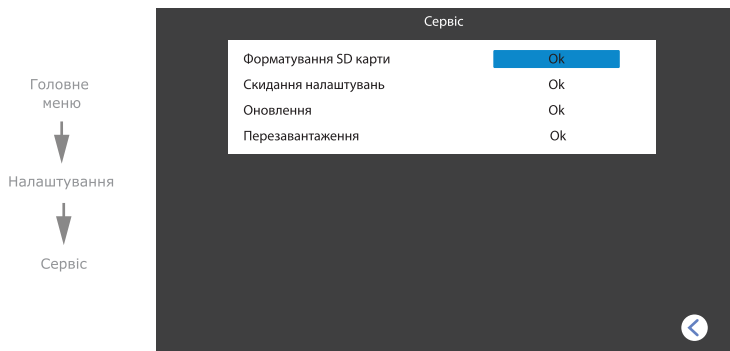 Сервіс
Форматування SD карти Ok
Скидання налаштувань Ok
Оновлення Ok
Перезавантаження Ok
Головне
меню
Налаштування
Сервіс